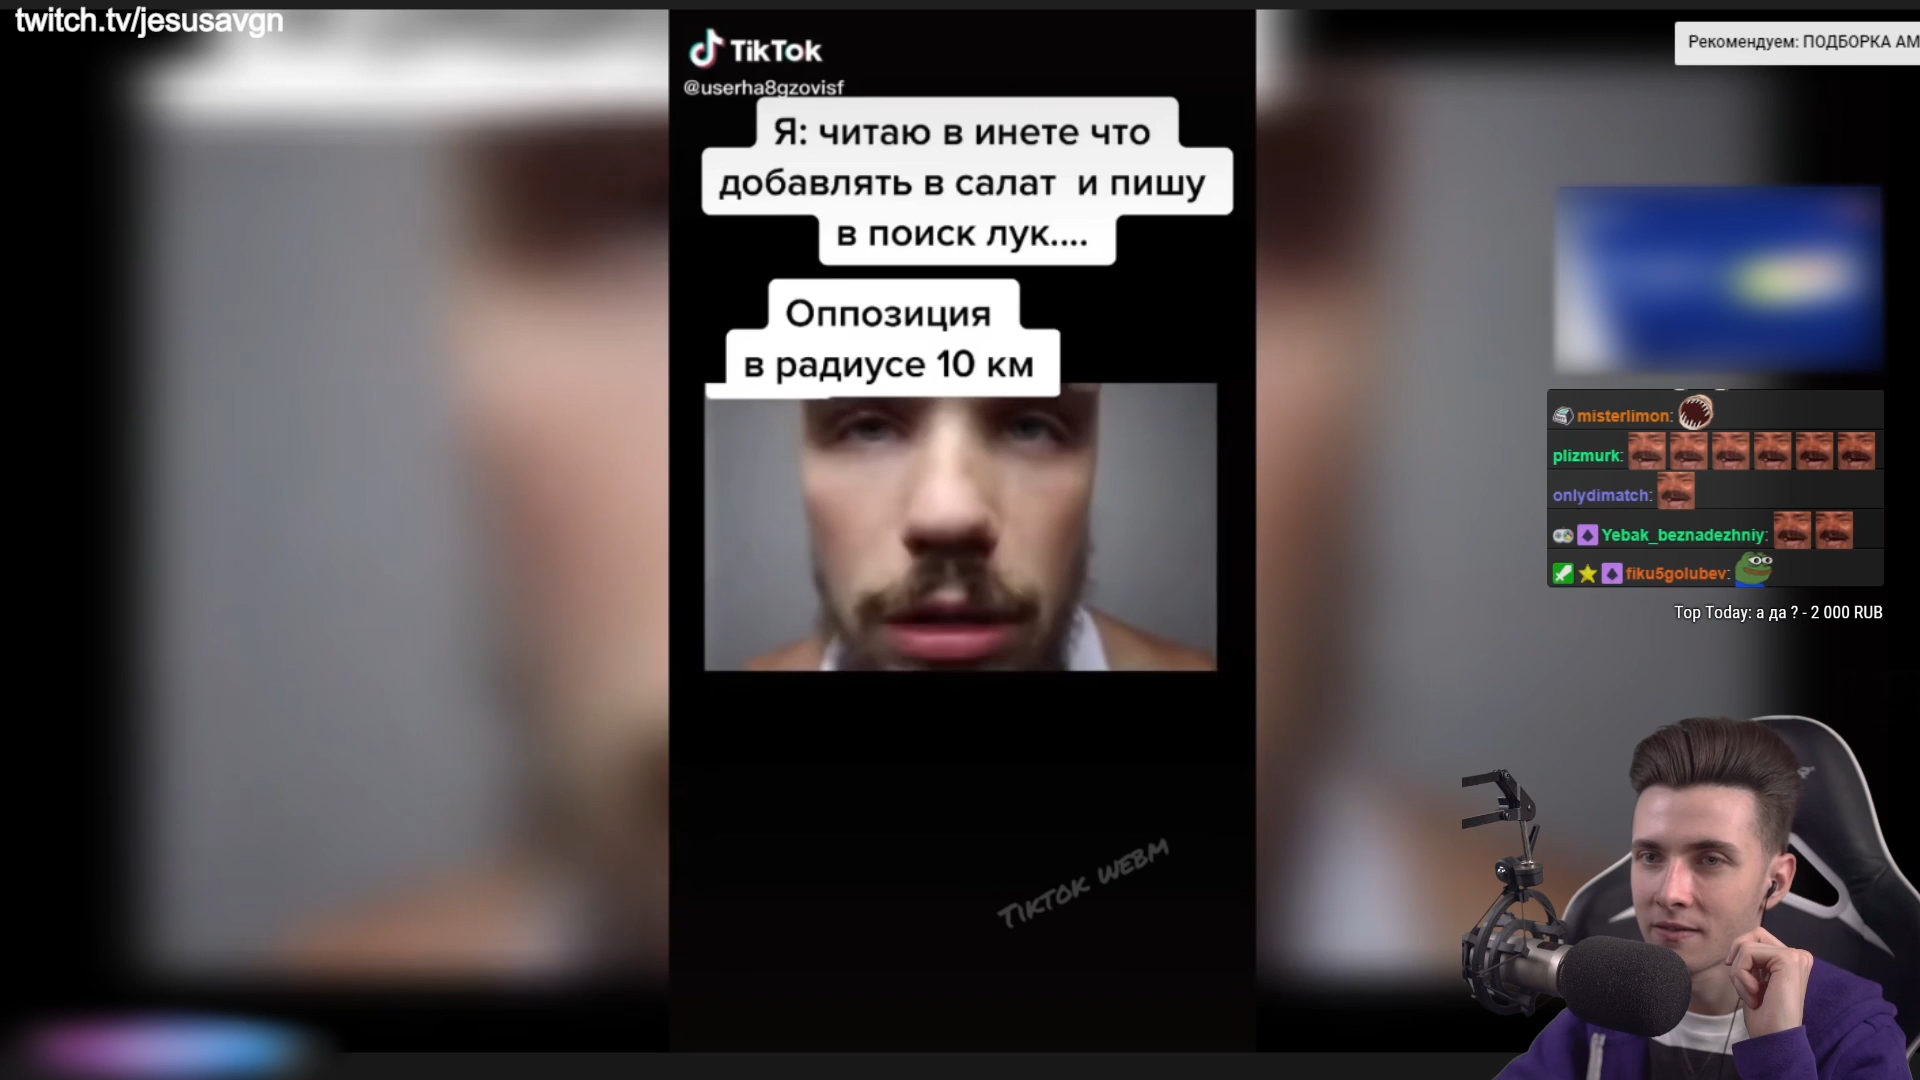 twitch.tv/jesusavgn
TikTok
@userha8gzovisf
Я: читаю в инете что
добавлять в салат и пишу
в поиск лук....
Оппозиция
в радиусе 10 км
TIKTOK WEBM
Рекомендуем: ПОДБОРКА АМ
misterlimon:
plizmurk:
onlydimatch:
Yebak_beznadezhniy:
fiku5golubev:
Top Today: а да ? - 2 000 RUB